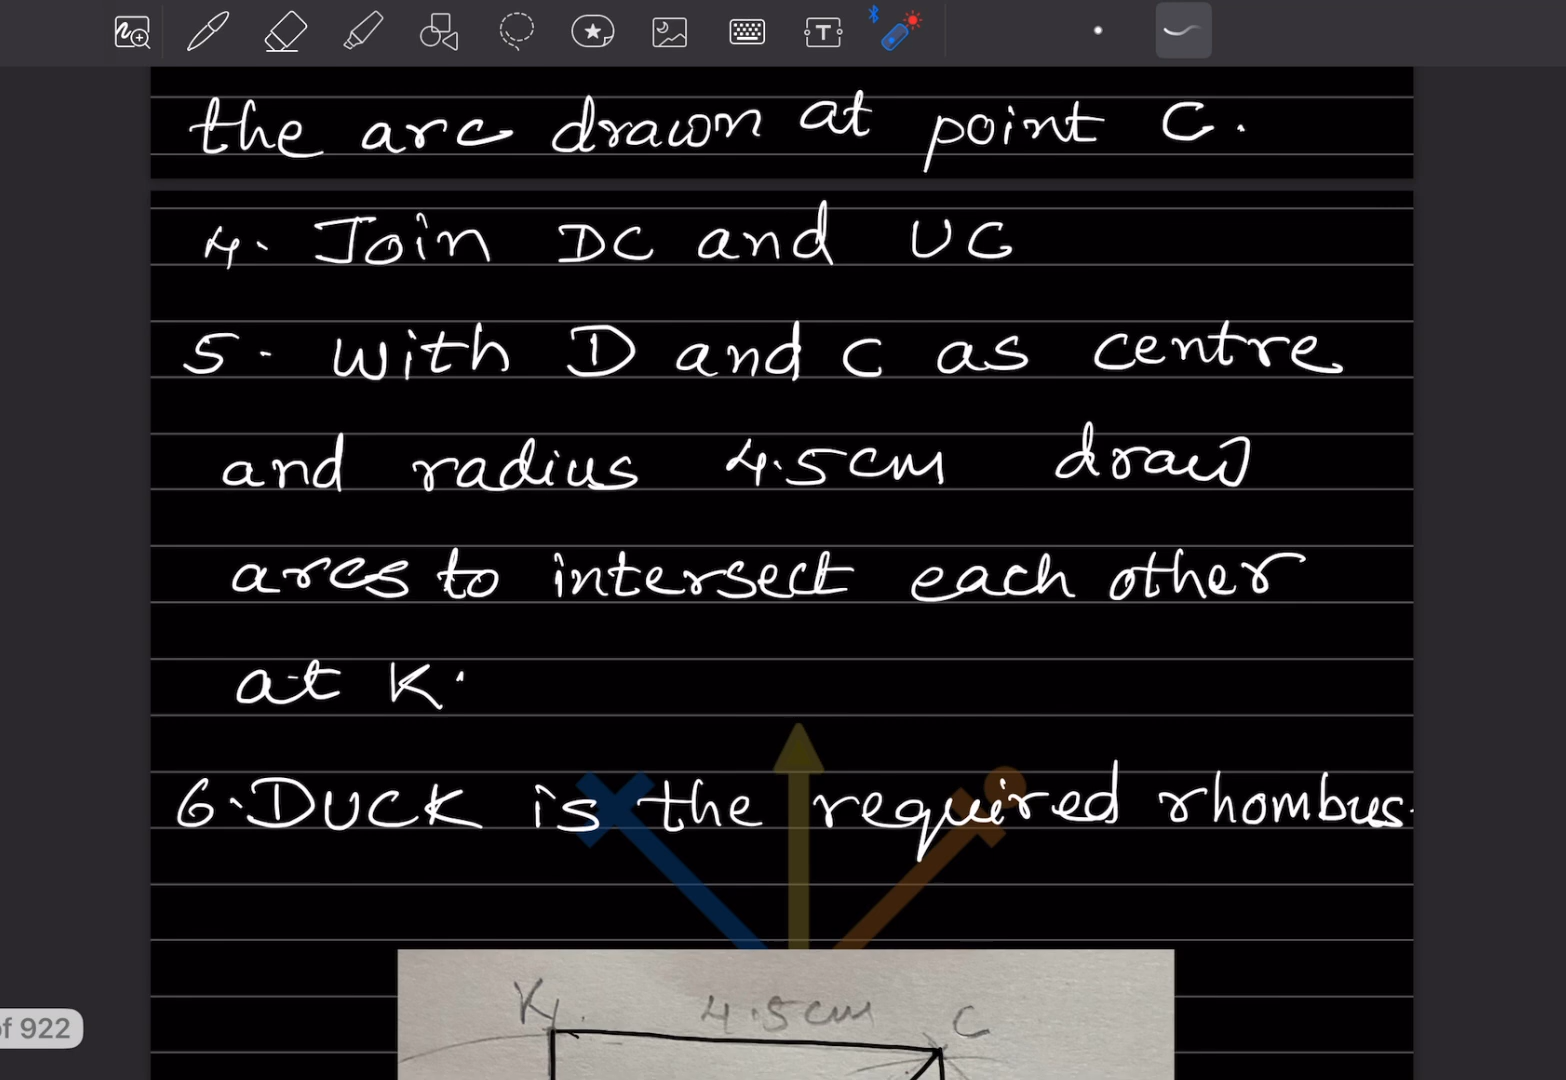 the arc drawn at point C.
4. Join DC and UC
5. With D and C as centre
and radius 4.5cm draw
arcs to intersect each other
at K.
6. DUCK is the required rhombus.
K 4.5cm C
of 922